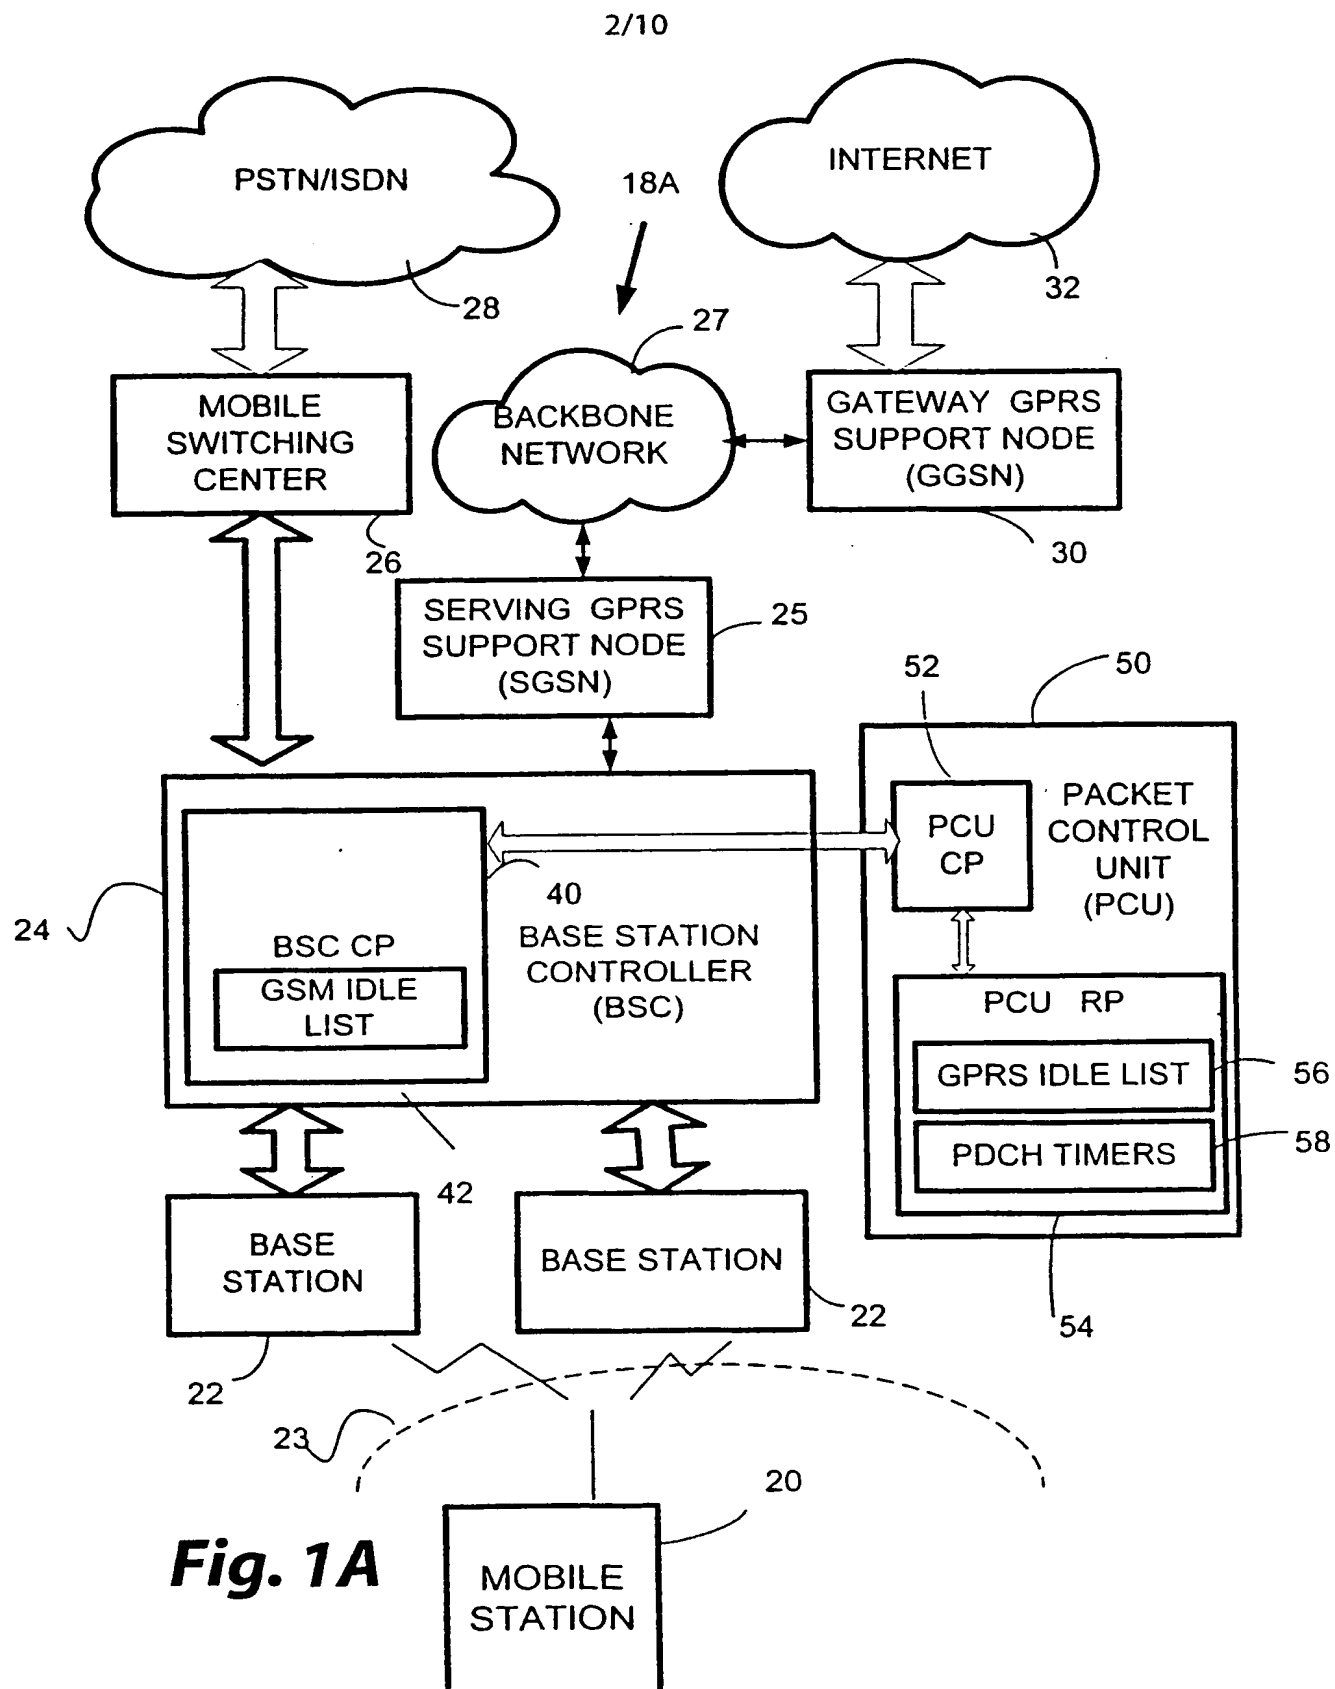 2/10
PSTN/ISDN
INTERNET
18A
28
32
27
MOBILE
SWITCHING
CENTER
BACKBONE
NETWORK
GATEWAY GPRS
SUPPORT NODE
(GGSN)
26
30
SERVING GPRS
SUPPORT NODE
(SGSN)
25
52
50
PCU
CP
PACKET
CONTROL
UNIT
(PCU)
40
24
BSC CP
GSM IDLE
LIST
BASE STATION
CONTROLLER
(BSC)
PCU RP
GPRS IDLE LIST
56
PDCH TIMERS
58
42
BASE
STATION
BASE STATION
22
54
22
23
20
Fig. 1A
MOBILE
STATION